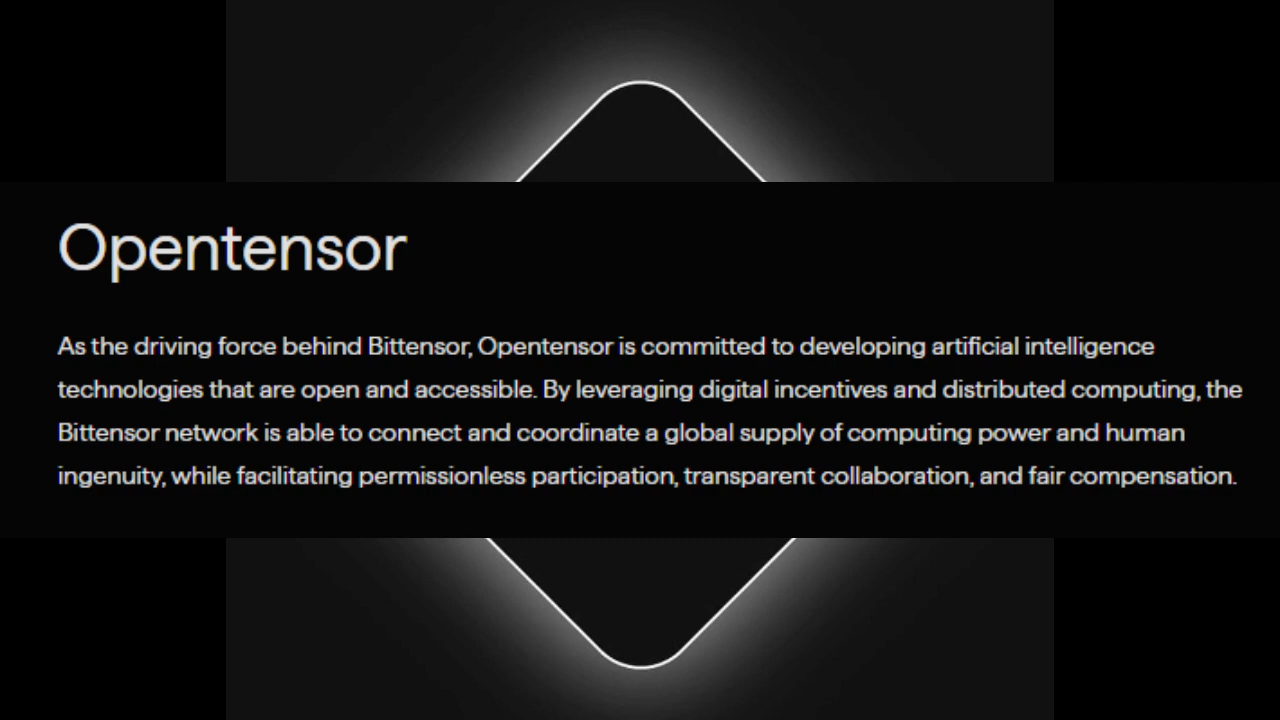 Opentensor
As the driving force behind Bittensor, Opentensor is committed to developing artificial intelligence
technologies that are open and accessible. By leveraging digital incentives and distributed computing, the
Bittensor network is able to connect and coordinate a global supply of computing power and human
ingenuity, while facilitating permissionless participation, transparent collaboration, and fair compensation.